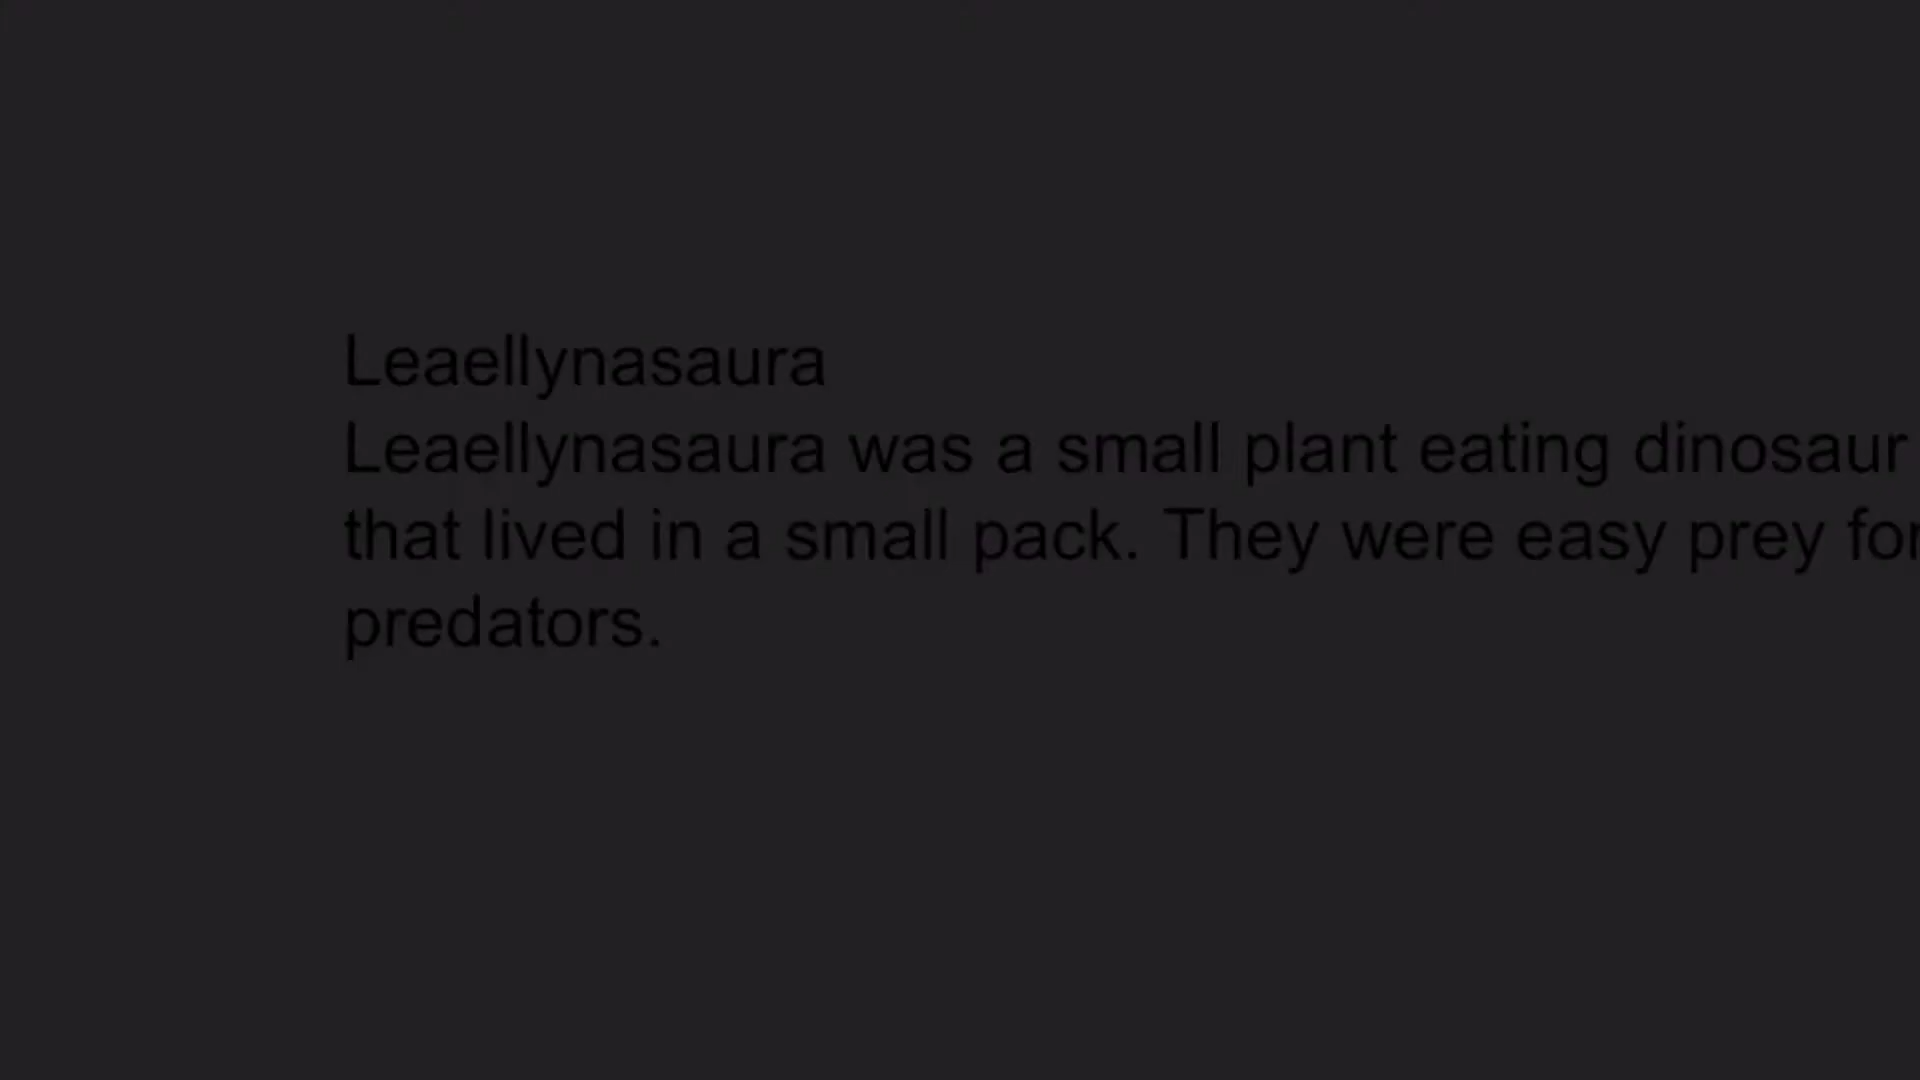 Leaellynasaura
Leaellynasaura was a small plant eating dinosaur
that lived in a small pack. They were easy prey for
predators.